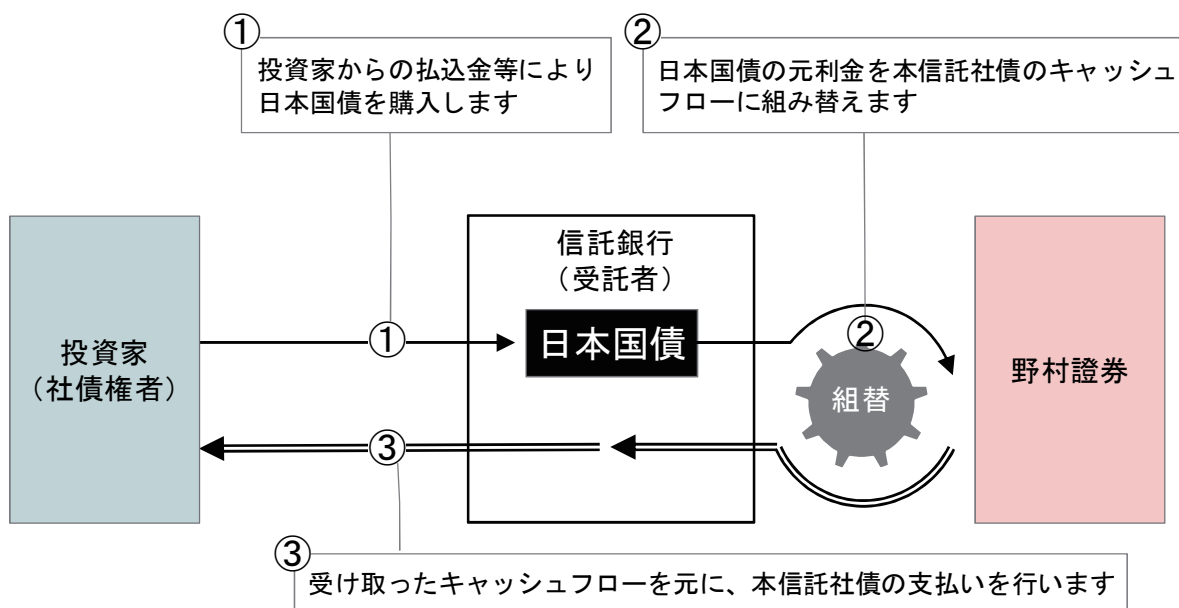 ①
投資家からの払込金等により
日本国債を購入します
②
日本国債の元利金を本信託社債のキャッシュ
フローに組み替えます
投資家
（社債権者）
①
③
信託銀行
（受託者）
日本国債
②
組替
野村證券
③
受け取ったキャッシュフローを元に、本信託社債の支払いを行います